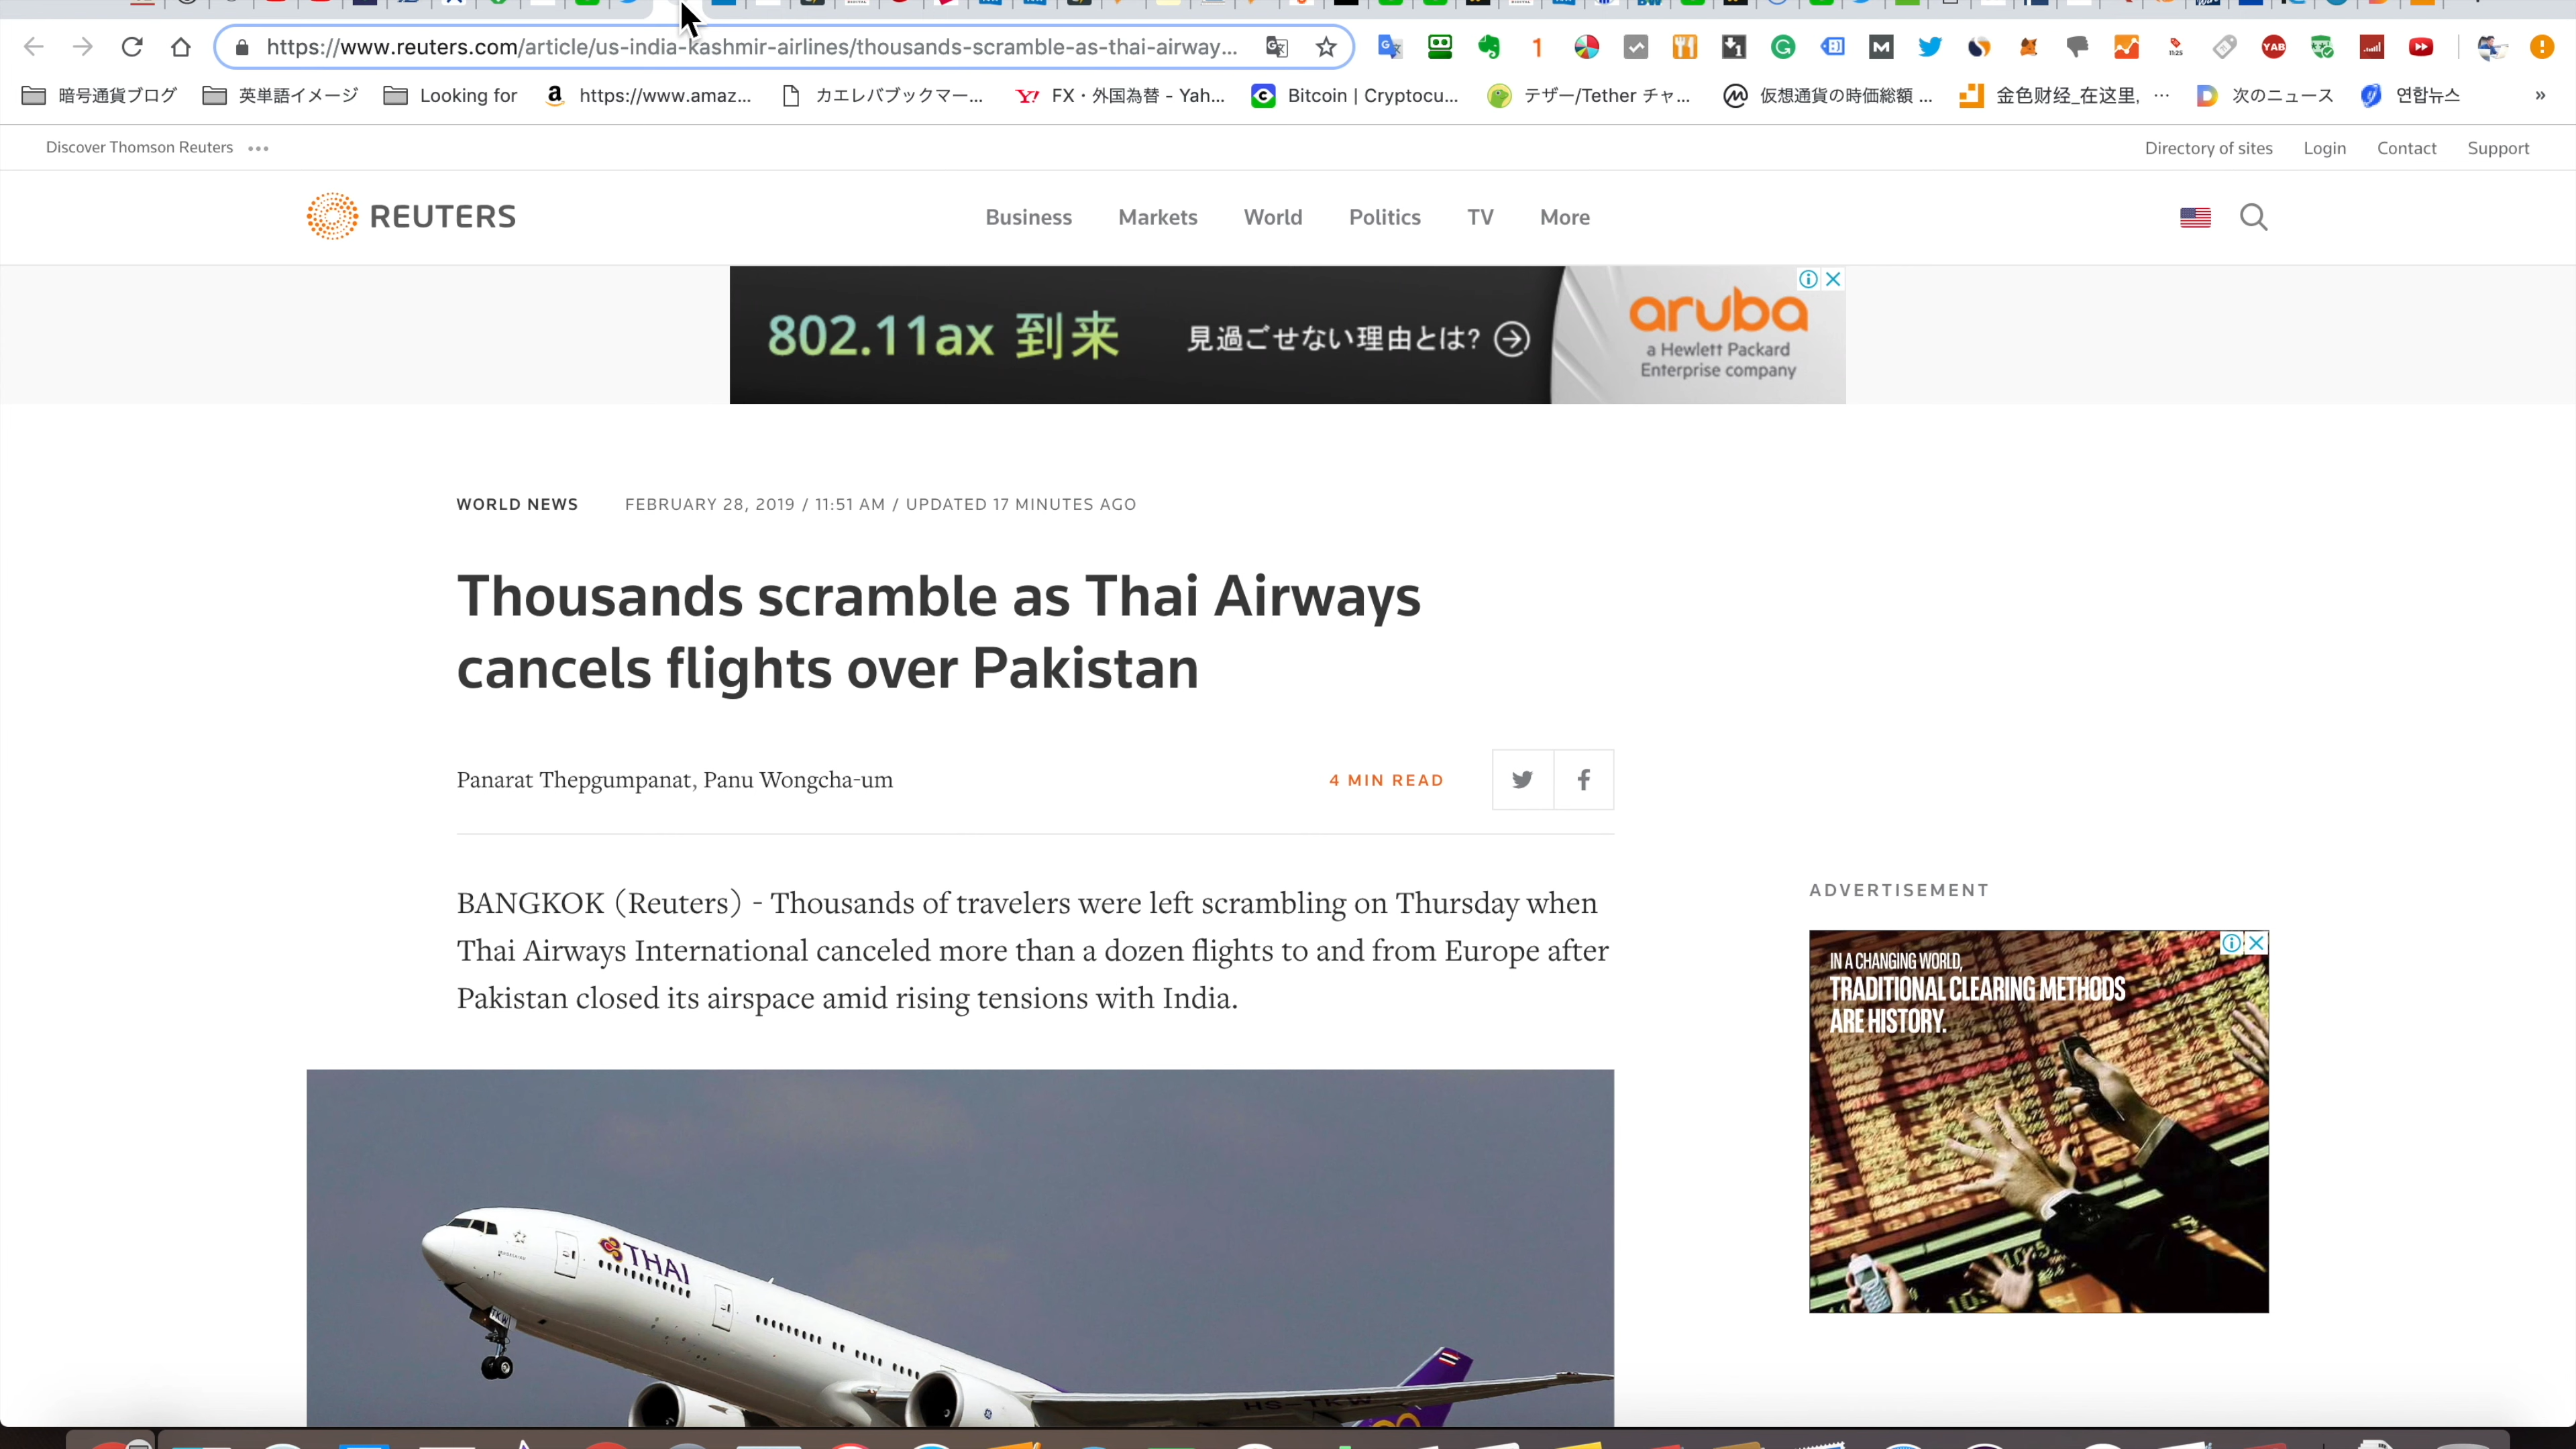 https://www.reuters.com/article/us-india-kashmir-airlines/thousands-scramble-as-thai-airway...
暗号通貨ブログ 英単語イメージ Looking for https://www.amaz... カエレバブックマー... FX・外国為替 - Yah... Bitcoin | Cryptocu... テザー/Tether チャ... 仮想通貨の時価総額 ... 金色财经_在这里, ... 次のニュース 연합뉴스 »
Discover Thomson Reuters ••• Directory of sites Login Contact Support
REUTERS Business Markets World Politics TV More
802.11ax 到来 見過ごせない理由とは?
aruba
a Hewlett Packard
Enterprise company
WORLD NEWS FEBRUARY 28, 2019 / 11:51 AM / UPDATED 17 MINUTES AGO
Thousands scramble as Thai Airways
cancels flights over Pakistan
Panarat Thepgumpanat, Panu Wongcha-um 4 MIN READ
BANGKOK (Reuters) - Thousands of travelers were left scrambling on Thursday when
Thai Airways International canceled more than a dozen flights to and from Europe after
Pakistan closed its airspace amid rising tensions with India.
ADVERTISEMENT
IN A CHANGING WORLD,
TRADITIONAL CLEARING METHODS
ARE HISTORY.
THAI
TKW
HS-TKW